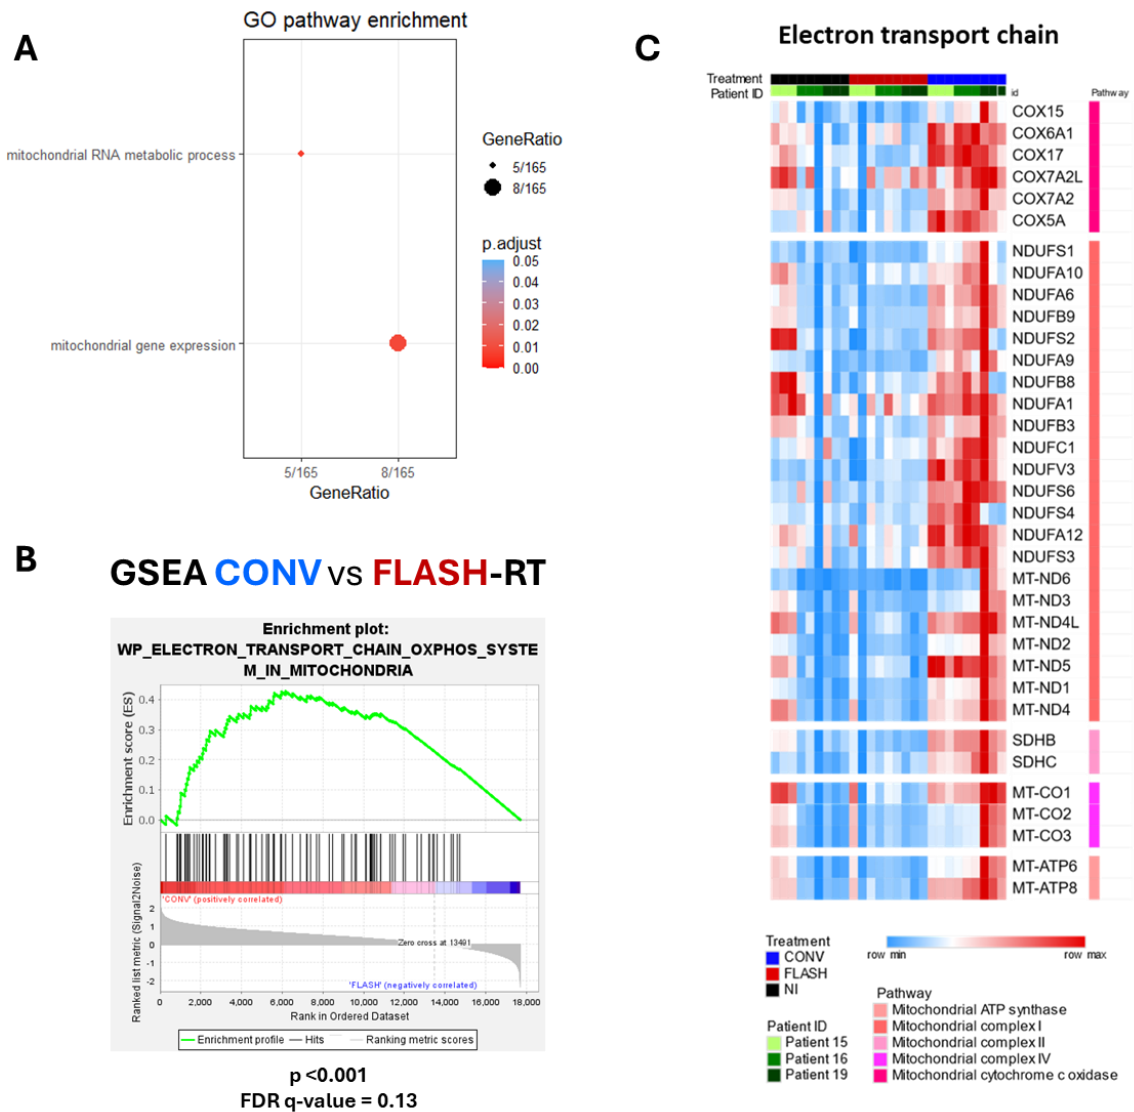 A
GO pathway enrichment
mitochondrial RNA metabolic process
mitochondrial gene expression
5/165
8/165
GeneRatio
GeneRatio
5/165
8/165
p.adjust
0.05
0.04
0.03
0.02
0.01
0.00
B
GSEA CONV vs FLASH-RT
Enrichment plot:
WP_ELECTRON_TRANSPORT_CHAIN_OXPHOS_SYSTE
M_IN_MITOCHONDRIA
Enrichment score (ES)
0.4
0.3
0.2
0.1
0.0
'CONV' (positively correlated)
Ranked list metric (Signal2Noise)
2
1
0
-1
-2
Zero cross at 13491
'FLASH' (negatively correlated)
0
2,000
4,000
6,000
8,000
10,000
12,000
14,000
16,000
18,000
Rank in Ordered Dataset
Enrichment profile
Hits
Ranking metric scores
p <0.001
FDR q-value = 0.13
C
Electron transport chain
Treatment
Patient ID
id
Pathway
COX15
COX6A1
COX17
COX7A2L
COX7A2
COX5A
NDUFS1
NDUFA10
NDUFA6
NDUFB9
NDUFS2
NDUFA9
NDUFB8
NDUFA1
NDUFB3
NDUFC1
NDUFV3
NDUFS6
NDUFS4
NDUFA12
NDUFS3
MT-ND6
MT-ND3
MT-ND4L
MT-ND2
MT-ND5
MT-ND1
MT-ND4
SDHB
SDHC
MT-CO1
MT-CO2
MT-CO3
MT-ATP6
MT-ATP8
Treatment
CONV
FLASH
NI
row min
row max
Patient ID
Patient 15
Patient 16
Patient 19
Pathway
Mitochondrial ATP synthase
Mitochondrial complex I
Mitochondrial complex II
Mitochondrial complex IV
Mitochondrial cytochrome c oxidase